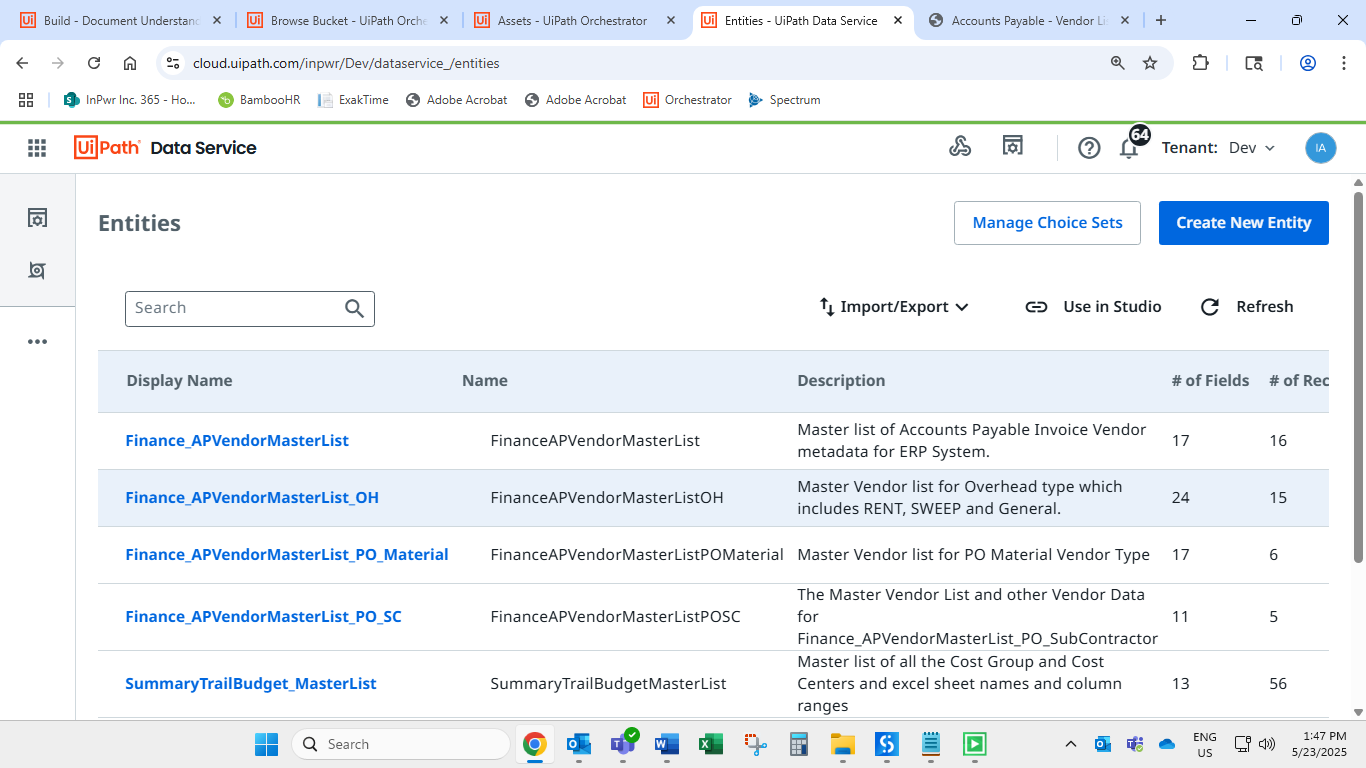 Build - Document Understan
Browse Bucket - UiPath Orche
Assets - UiPath Orchestrator
Entities - UiPath Data Service
Accounts Payable - Vendor Li
cloud.uipath.com/inpwr/Dev/dataservice_/entities
InPwr Inc. 365 - Ho...
BambooHR
ExakTime
Adobe Acrobat
Adobe Acrobat
Orchestrator
Spectrum
UiPath Data Service
64
Tenant: Dev
IA
Entities
Manage Choice Sets
Create New Entity
Search
Import/Export
Use in Studio
Refresh
Display Name Name Description # of Fields # of Rec
Finance_APVendorMasterList FinanceAPVendorMasterList Master list of Accounts Payable Invoice Vendor 17 16
metadata for ERP System.
Finance_APVendorMasterList_OH FinanceAPVendorMasterListOH Master Vendor list for Overhead type which 24 15
includes RENT, SWEEP and General.
Finance_APVendorMasterList_PO_Material FinanceAPVendorMasterListPOMaterial Master Vendor list for PO Material Vendor Type 17 6
The Master Vendor List and other Vendor Data
Finance_APVendorMasterList_PO_SC FinanceAPVendorMasterListPOSC for 11 5
Finance_APVendorMasterList_PO_SubContractor
Master list of all the Cost Group and Cost
SummaryTrailBudget_MasterList SummaryTrailBudgetMasterList Centers and excel sheet names and column 13 56
ranges
Search
ENG
US
1:47 PM
5/23/2025